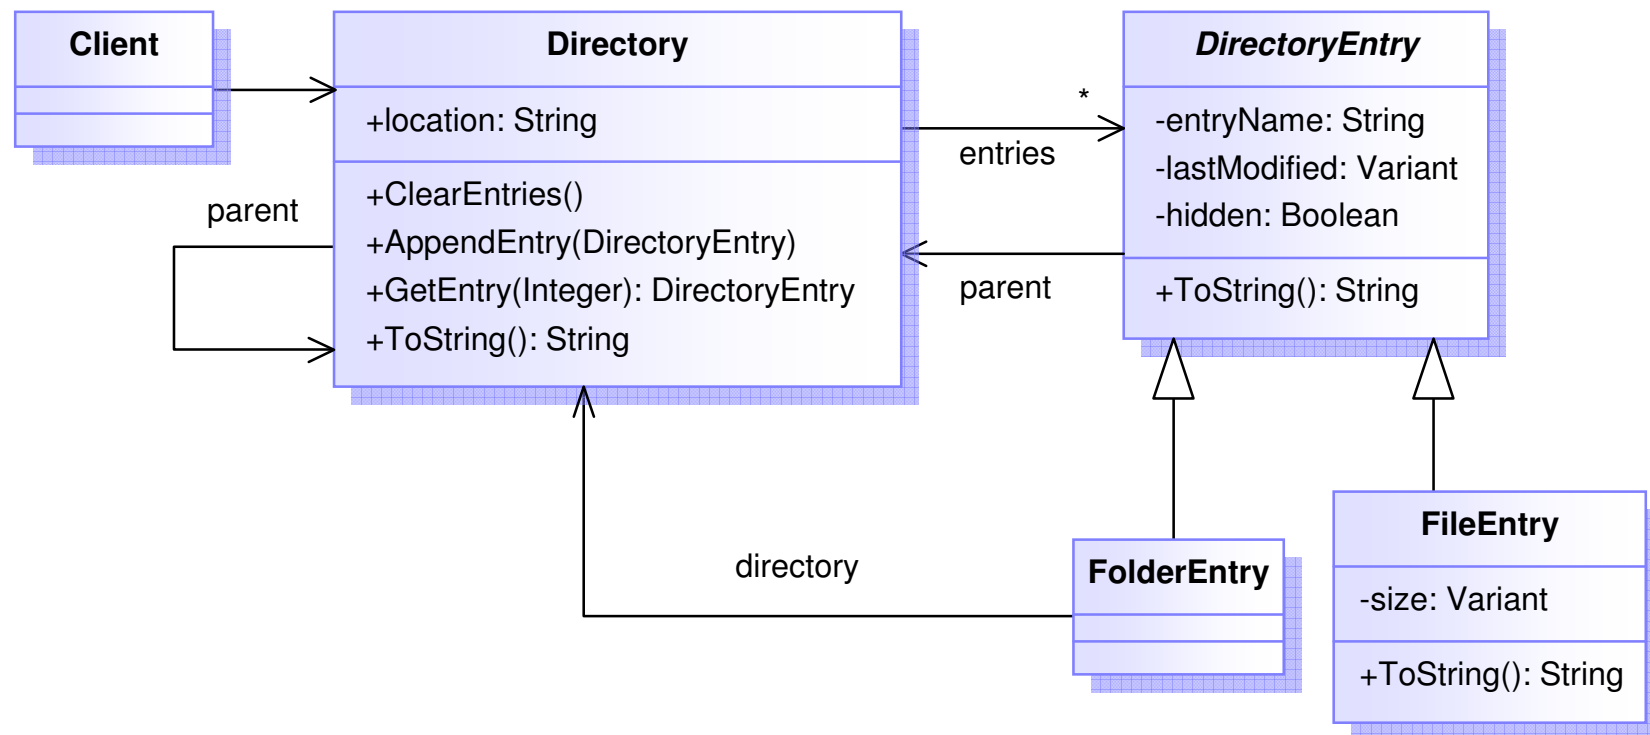 Client
Directory
+location: String
+ClearEntries()
+AppendEntry(DirectoryEntry)
+GetEntry(Integer): DirectoryEntry
+ToString(): String
parent
*
entries
parent
DirectoryEntry
-entryName: String
-lastModified: Variant
-hidden: Boolean
+ToString(): String
directory
FolderEntry
FileEntry
-size: Variant
+ToString(): String